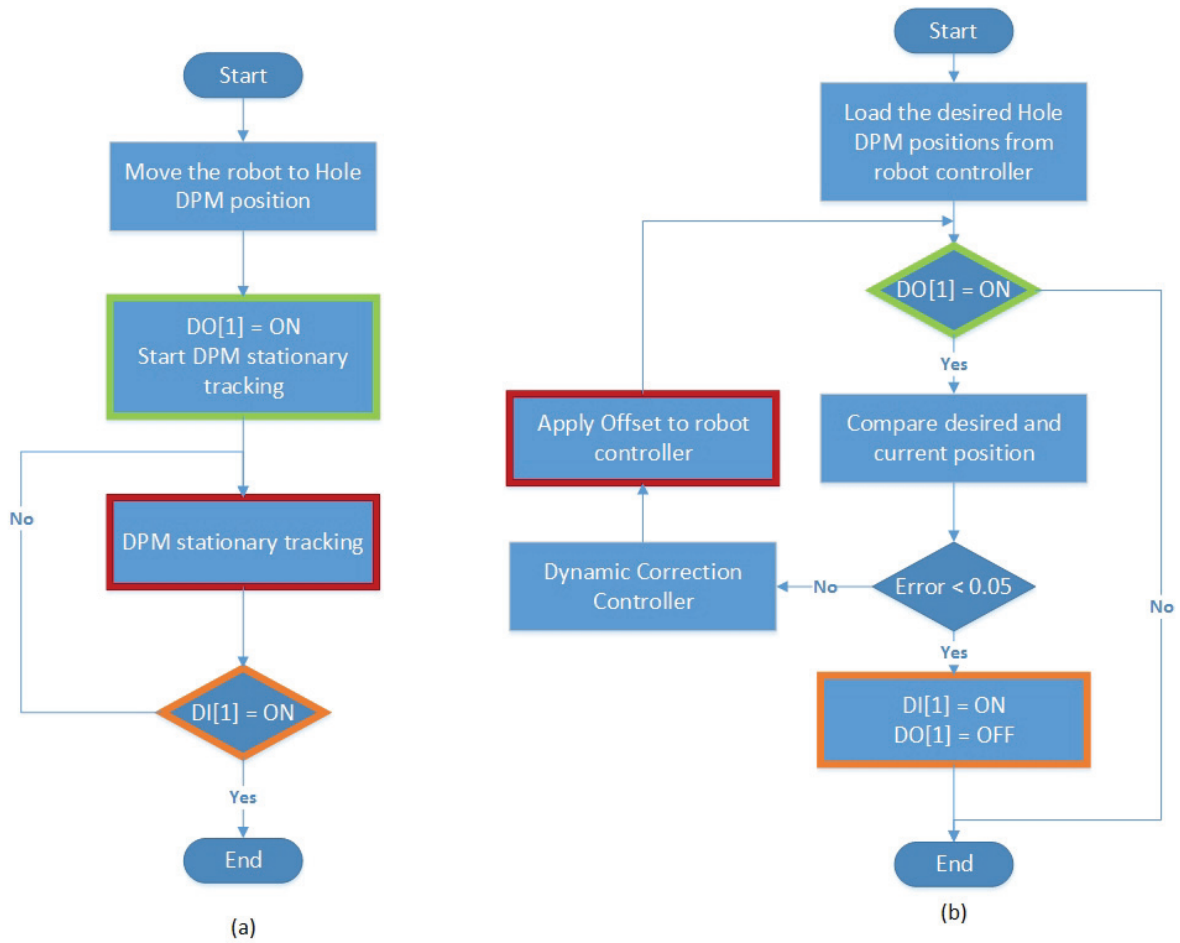 Start
Move the robot to Hole
DPM position
DO[1] = ON
Start DPM stationary
tracking
No
DPM stationary tracking
DI[1] = ON
Yes
End
(a)
Start
Load the desired Hole
DPM positions from
robot controller
DO[1] = ON
Yes
Apply Offset to robot
controller
Compare desired and
current position
Dynamic Correction
Controller
No
Error < 0.05
No
Yes
DI[1] = ON
DO[1] = OFF
End
(b)